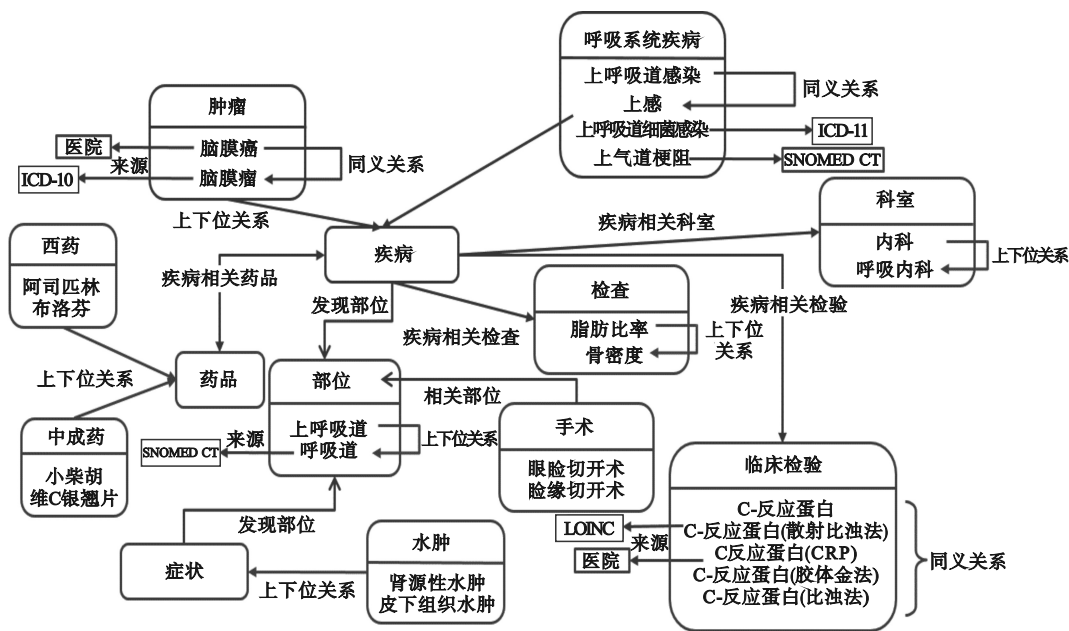 呼吸系统疾病
上呼吸道感染
上感
上呼吸道细菌感染
上气道梗阻
同义关系
ICD-11
SNOMED CT
肿瘤
脑膜癌
脑膜瘤
医院
来源
ICD-10
同义关系
上下位关系
疾病
疾病相关科室
科室
内科
呼吸内科
上下位关系
西药
阿司匹林
布洛芬
疾病相关药品
发现部位
疾病相关检查
检查
脂肪比率
骨密度
上下位
关系
疾病相关检验
上下位关系
药品
部位
上呼吸道
呼吸道
上下位关系
相关部位
来源
SNOMED CT
中成药
小柴胡
维C银翘片
手术
眼睑切开术
睑缘切开术
临床检验
C-反应蛋白
C-反应蛋白(散射比浊法)
C反应蛋白(CRP)
C-反应蛋白(胶体金法)
C-反应蛋白(比浊法)
LOINC
来源
医院
同义关系
发现部位
症状
上下位关系
水肿
肾源性水肿
皮下组织水肿